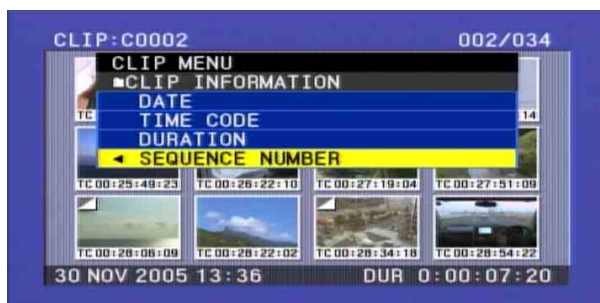 CLIP:C0002 002/034
CLIP MENU
CLIP INFORMATION
DATE
TIME CODE
DURATION
◄ SEQUENCE NUMBER
TC 14
TC 00:25:49:23 TC 00:26:22:10 TC 00:27:19:04 TC 00:27:51:09
TC 00:28:06:09 TC 00:28:22:02 TC 00:28:34:18 TC 00:28:54:22
30 NOV 2005 13:36 DUR 0:00:07:20